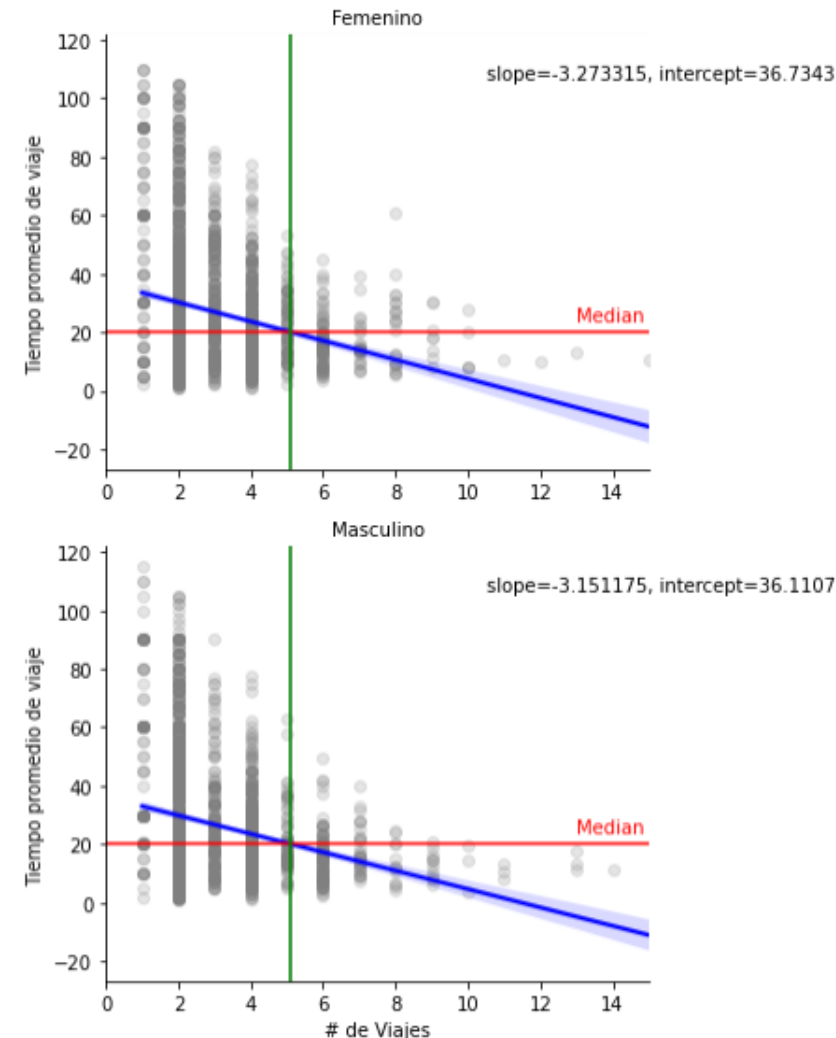 Femenino
slope=-3.273315, intercept=36.7343
Tiempo promedio de viaje
120
100
80
60
40
20
0
−20
Median
0 2 4 6 8 10 12 14
Masculino
slope=-3.151175, intercept=36.1107
Tiempo promedio de viaje
120
100
80
60
40
20
0
−20
Median
0 2 4 6 8 10 12 14
# de Viajes